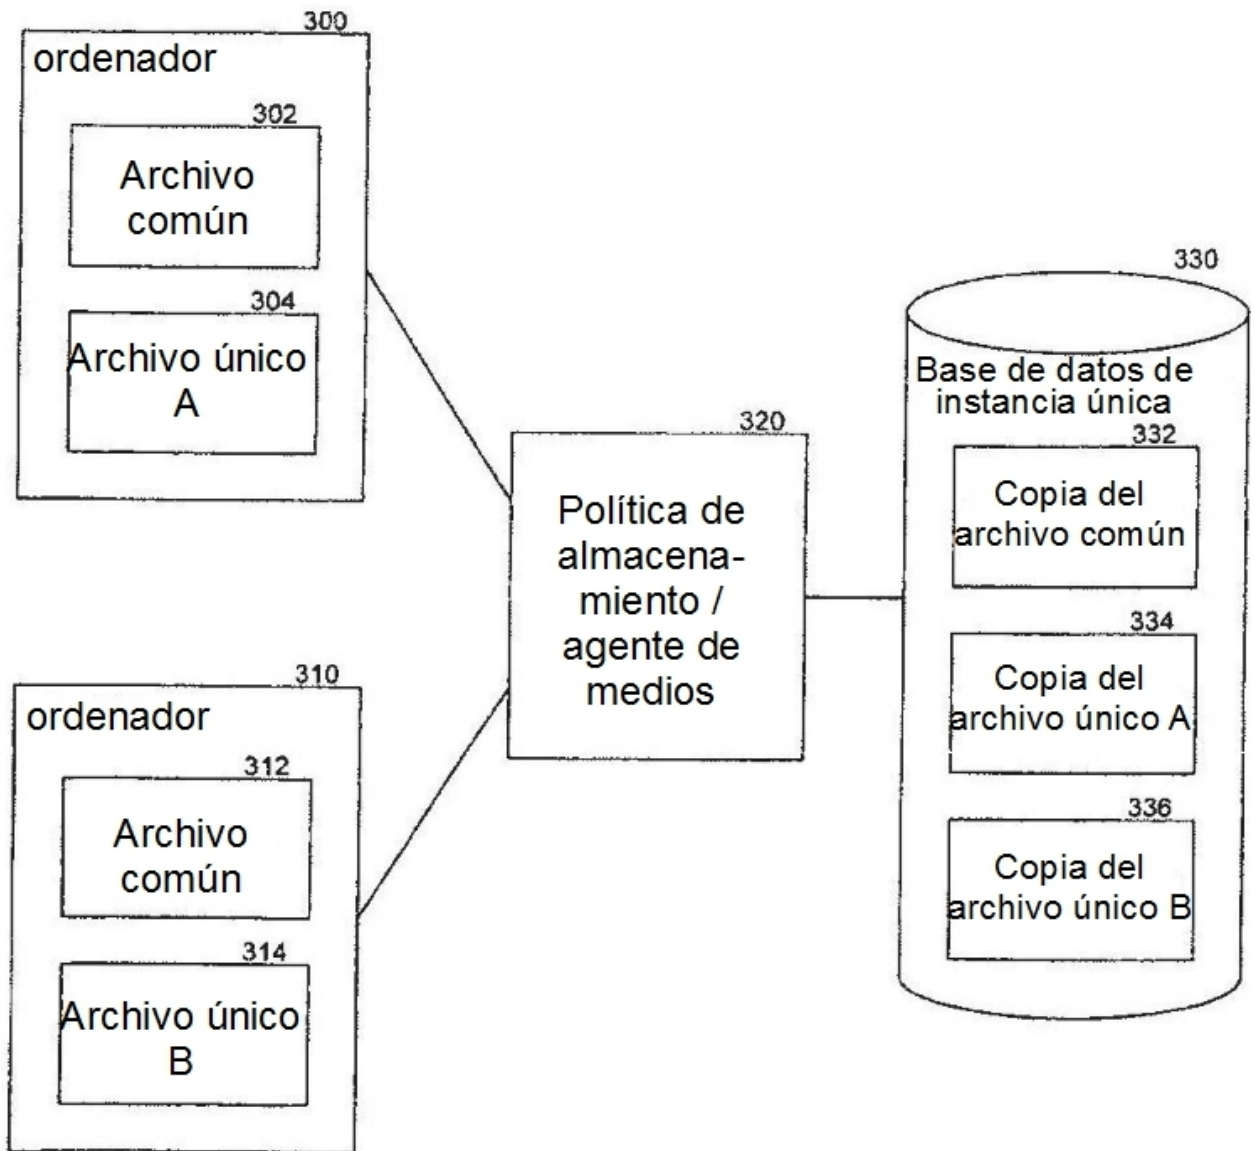 300
ordenador
302
Archivo
común
304
Archivo único
A
310
ordenador
312
Archivo
común
314
Archivo único
B
320
Política de
almacena-
miento /
agente de
medios
330
Base de datos de
instancia única
332
Copia del
archivo común
334
Copia del
archivo único A
336
Copia del
archivo único B